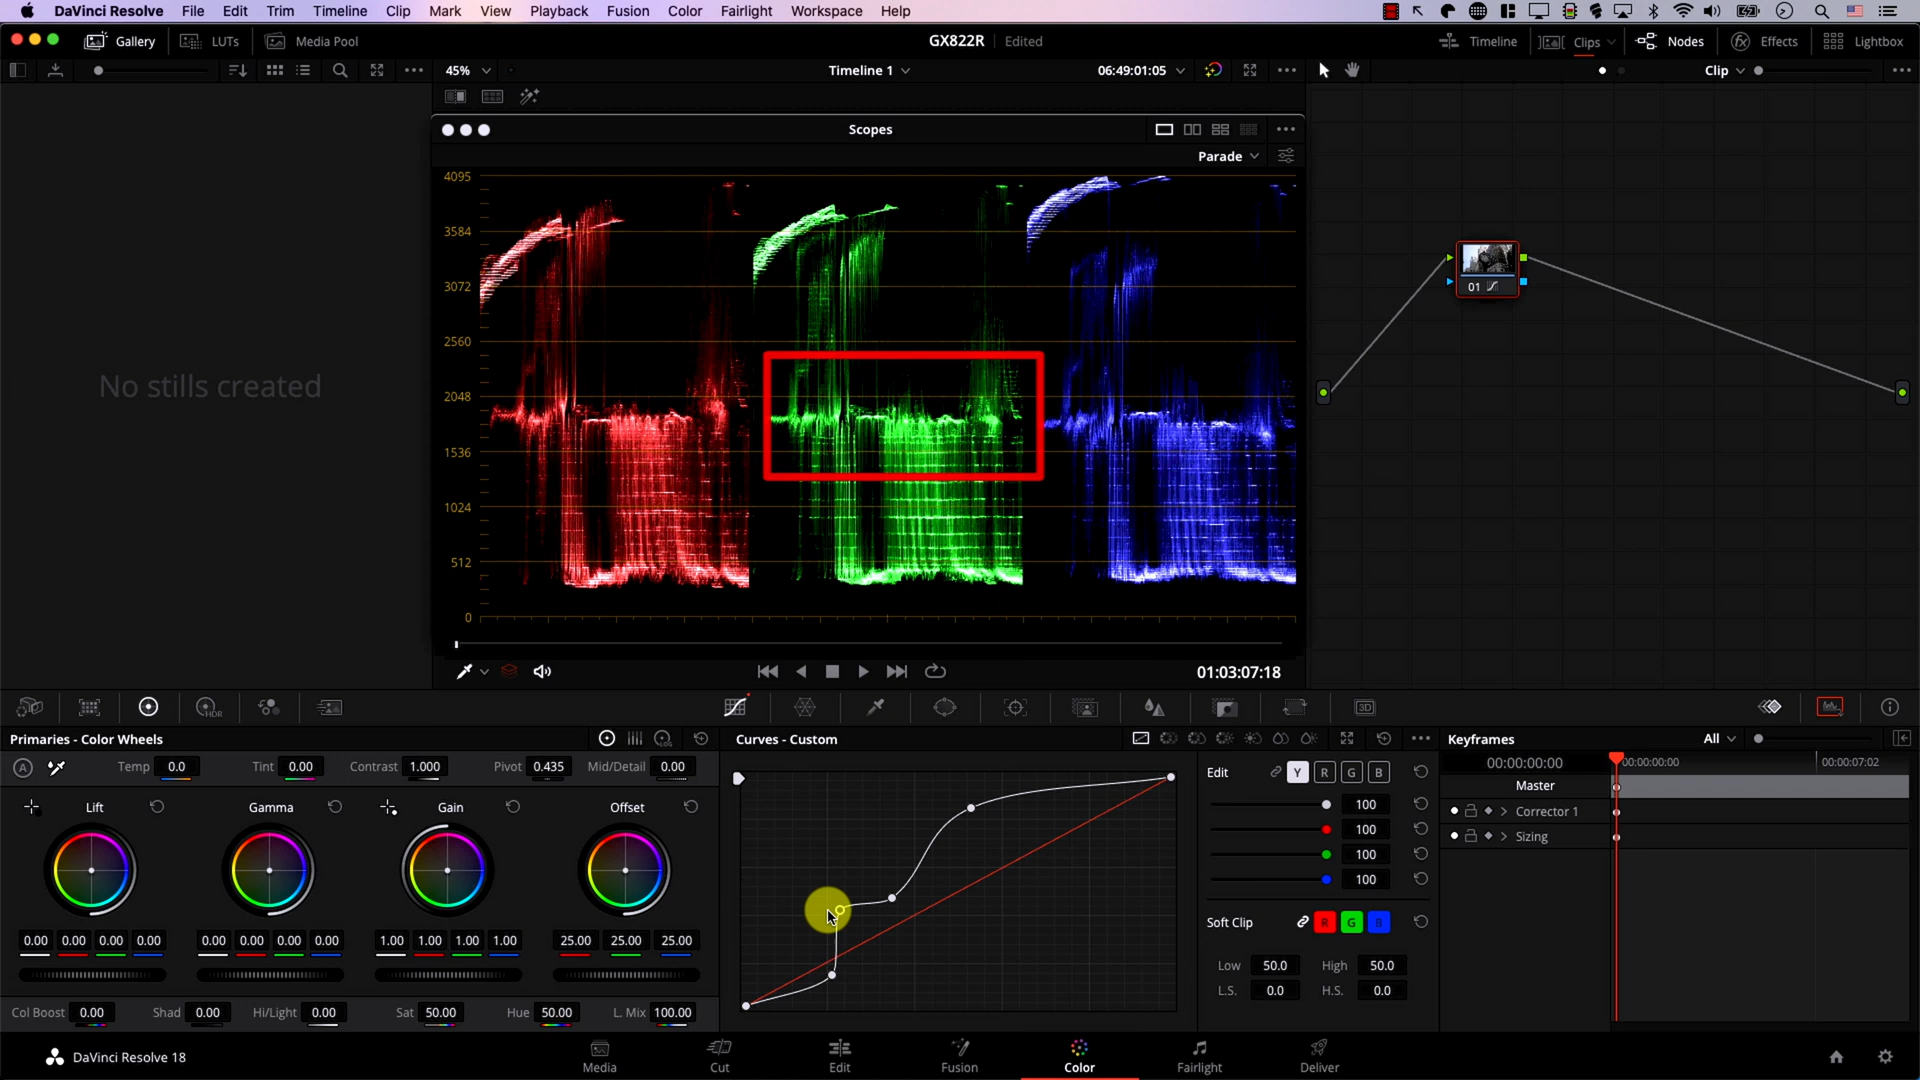 DaVinci Resolve File Edit Trim Timeline Clip Mark View Playback Fusion Color Fairlight Workspace Help
Gallery LUTs Media Pool GX822R Edited Timeline Clips Nodes Effects Lightbox
45% Timeline 1 06:49:01:05 Clip
Scopes
Parade
4095
3584
3072
2560
2048
1536
1024
512
0
No stills created
01
01:03:07:18
HDR
3D
Primaries - Color Wheels
A Temp 0.0 Tint 0.00 Contrast 1.000 Pivot 0.435 Mid/Detail 0.00
Lift Gamma Gain Offset
0.00 0.00 0.00 0.00 0.00 0.00 0.00 0.00 1.00 1.00 1.00 1.00 25.00 25.00 25.00
Col Boost 0.00 Shad 0.00 Hi/Light 0.00 Sat 50.00 Hue 50.00 L. Mix 100.00
Curves - Custom
Edit Y R G B
100
100
100
100
Soft Clip R G B
Low 50.0 High 50.0
L.S. 0.0 H.S. 0.0
Keyframes All
00:00:00:00 00:00:00:00 00:00:07:02
Master
Corrector 1
Sizing
DaVinci Resolve 18
Media Cut Edit Fusion Color Fairlight Deliver